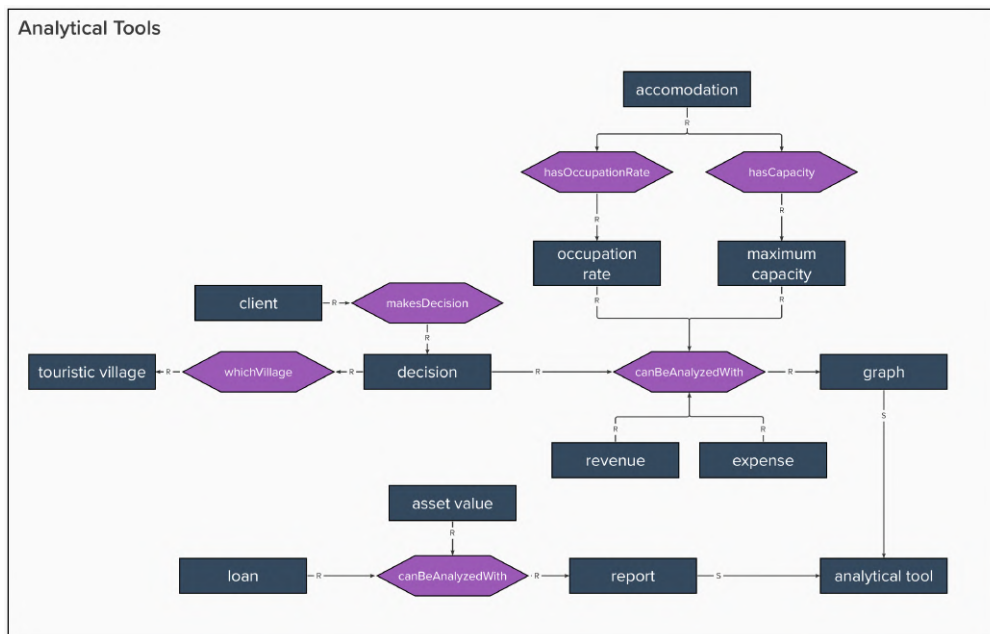 Analytical Tools
accomodation
R
hasOccupationRate
hasCapacity
R
R
occupation
rate
maximum
capacity
R
R
client
R
makesDecision
R
touristic village
R
whichVillage
R
decision
R
canBeAnalyzedWith
R
graph
R
R
S
revenue
expense
asset value
R
loan
R
canBeAnalyzedWith
R
report
S
analytical tool